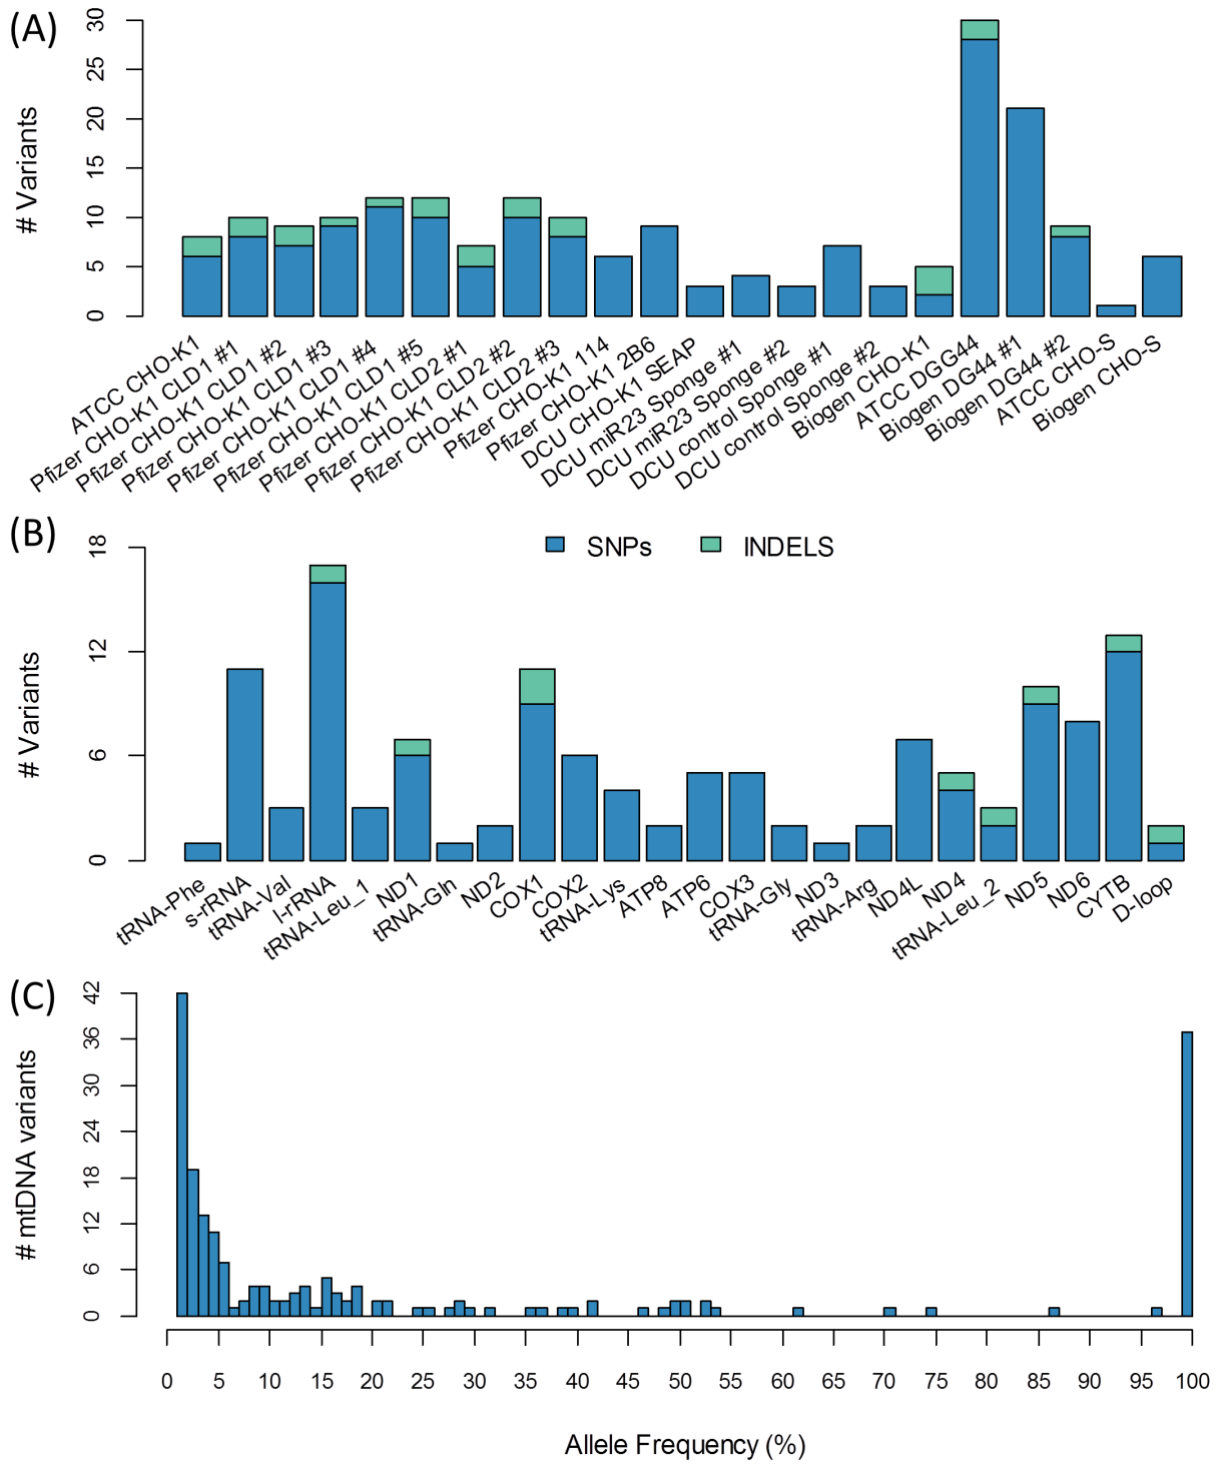 (A)
# Variants
30
25
20
15
10
5
0
ATCC CHO-K1
Pfizer CHO-K1 CLD1 #1
Pfizer CHO-K1 CLD1 #2
Pfizer CHO-K1 CLD1 #3
Pfizer CHO-K1 CLD1 #4
Pfizer CHO-K1 CLD1 #5
Pfizer CHO-K1 CLD2 #1
Pfizer CHO-K1 CLD2 #2
Pfizer CHO-K1 CLD2 #3
Pfizer CHO-K1 114
Pfizer CHO-K1 2B6
DCU CHO-K1 SEAP
DCU miR23 Sponge #1
DCU miR23 Sponge #2
DCU control Sponge #1
DCU control Sponge #2
Biogen CHO-K1
ATCC DGG44
Biogen DG44 #1
Biogen DG44 #2
ATCC CHO-S
Biogen CHO-S
(B)
SNPs INDELS
# Variants
18
12
6
0
tRNA-Phe
s-rRNA
tRNA-Val
l-rRNA
tRNA-Leu_1
ND1
tRNA-Gln
ND2
COX1
COX2
tRNA-Lys
ATP8
ATP6
COX3
tRNA-Gly
ND3
tRNA-Arg
ND4L
ND4
tRNA-Leu_2
ND5
ND6
CYTB
D-loop
(C)
# mtDNA variants
42
36
30
24
18
12
6
0
0 5 10 15 20 25 30 35 40 45 50 55 60 65 70 75 80 85 90 95 100
Allele Frequency (%)